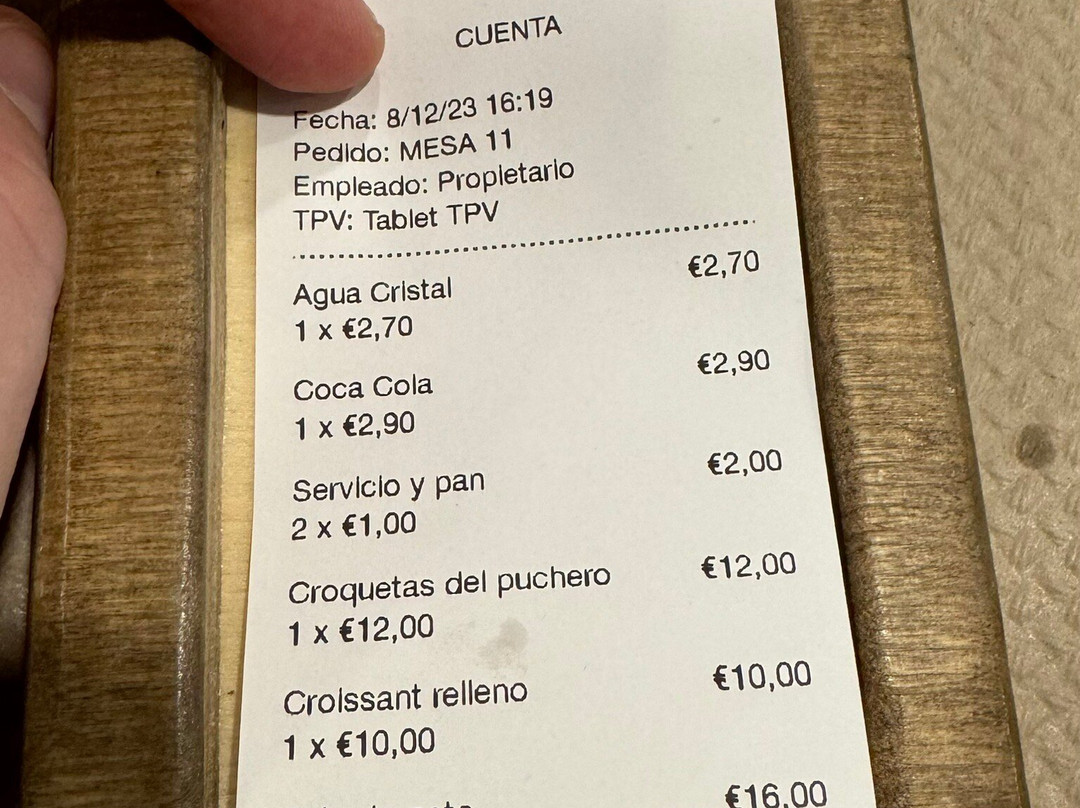 CUENTA
Fecha: 8/12/23 16:19
Pedido: MESA 11
Empleado: Propietario
TPV: Tablet TPV
Agua Cristal €2,70
1 x €2,70
Coca Cola €2,90
1 x €2,90
Servicio y pan €2,00
2 x €1,00
Croquetas del puchero €12,00
1 x €12,00
Croissant relleno €10,00
1 x €10,00
€16,00